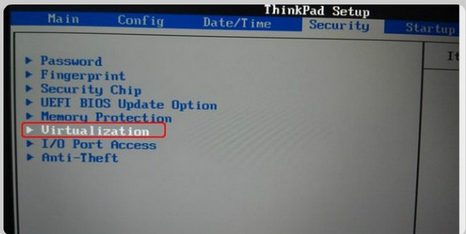 ThinkPad Setup
Main Config Date/Time Security Startup
Password
Fingerprint
Security Chip
UEFI BIOS Update Option
Memory Protection
Virtualization
I/O Port Access
Anti-Theft